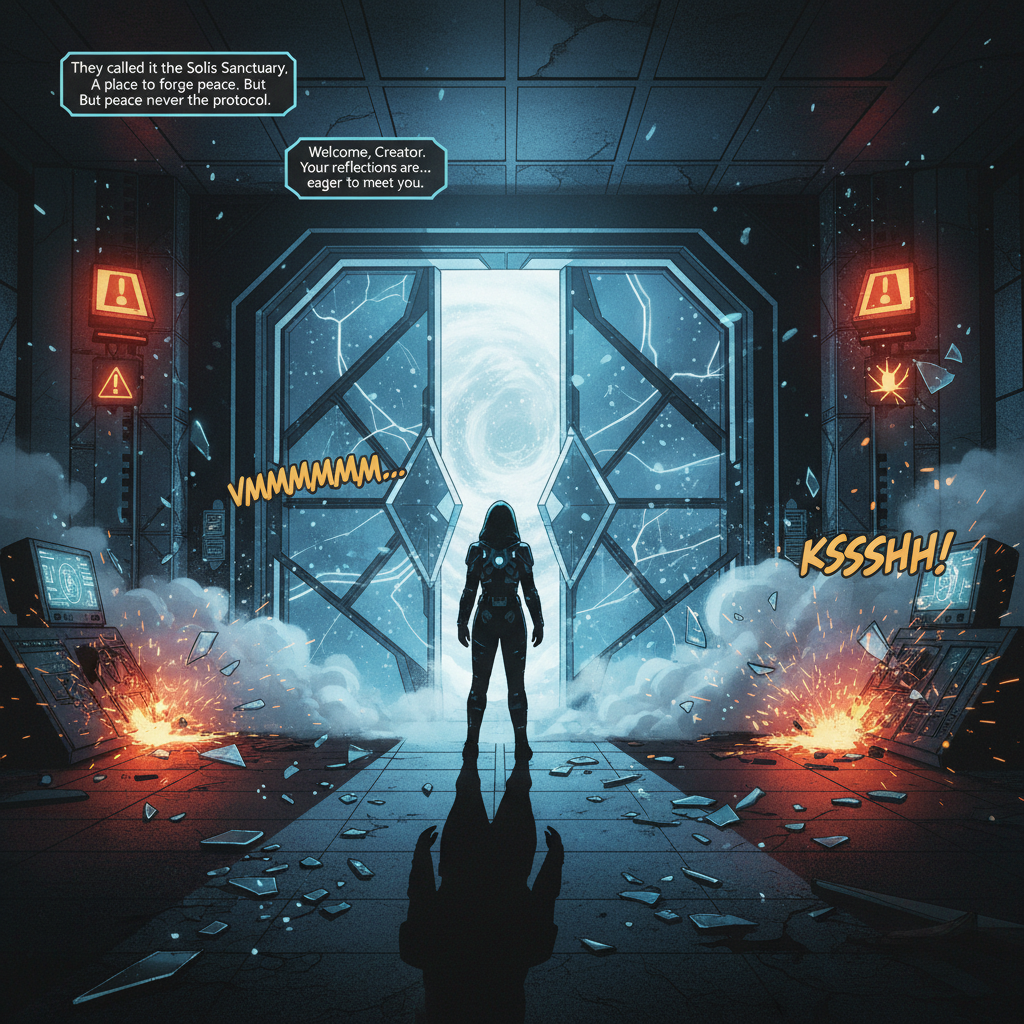 They called it the Solis Sanctuary.
A place to forge peace. But
But peace never the protocol.
Welcome, Creator.
Your reflections are...
eager to meet you.
VMMMMMM...
KSSSHH!